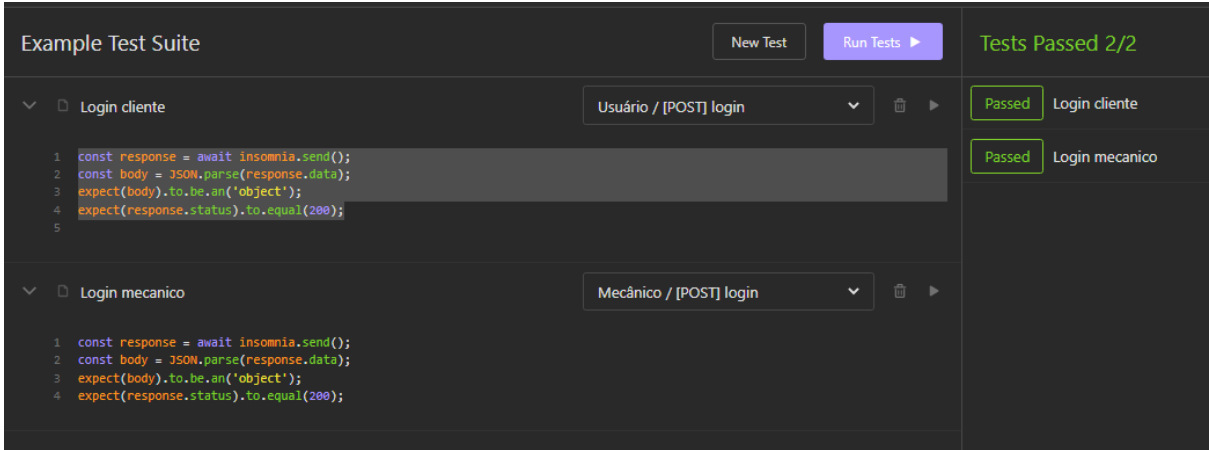 Example Test Suite
New Test
Run Tests
Tests Passed 2/2
Login cliente
Usuário / [POST] login
Passed
Login cliente
1 const response = await insomnia.send();
2 const body = JSON.parse(response.data);
3 expect(body).to.be.an('object');
4 expect(response.status).to.equal(200);
5
Passed
Login mecanico
Login mecanico
Mecânico / [POST] login
1 const response = await insomnia.send();
2 const body = JSON.parse(response.data);
3 expect(body).to.be.an('object');
4 expect(response.status).to.equal(200);